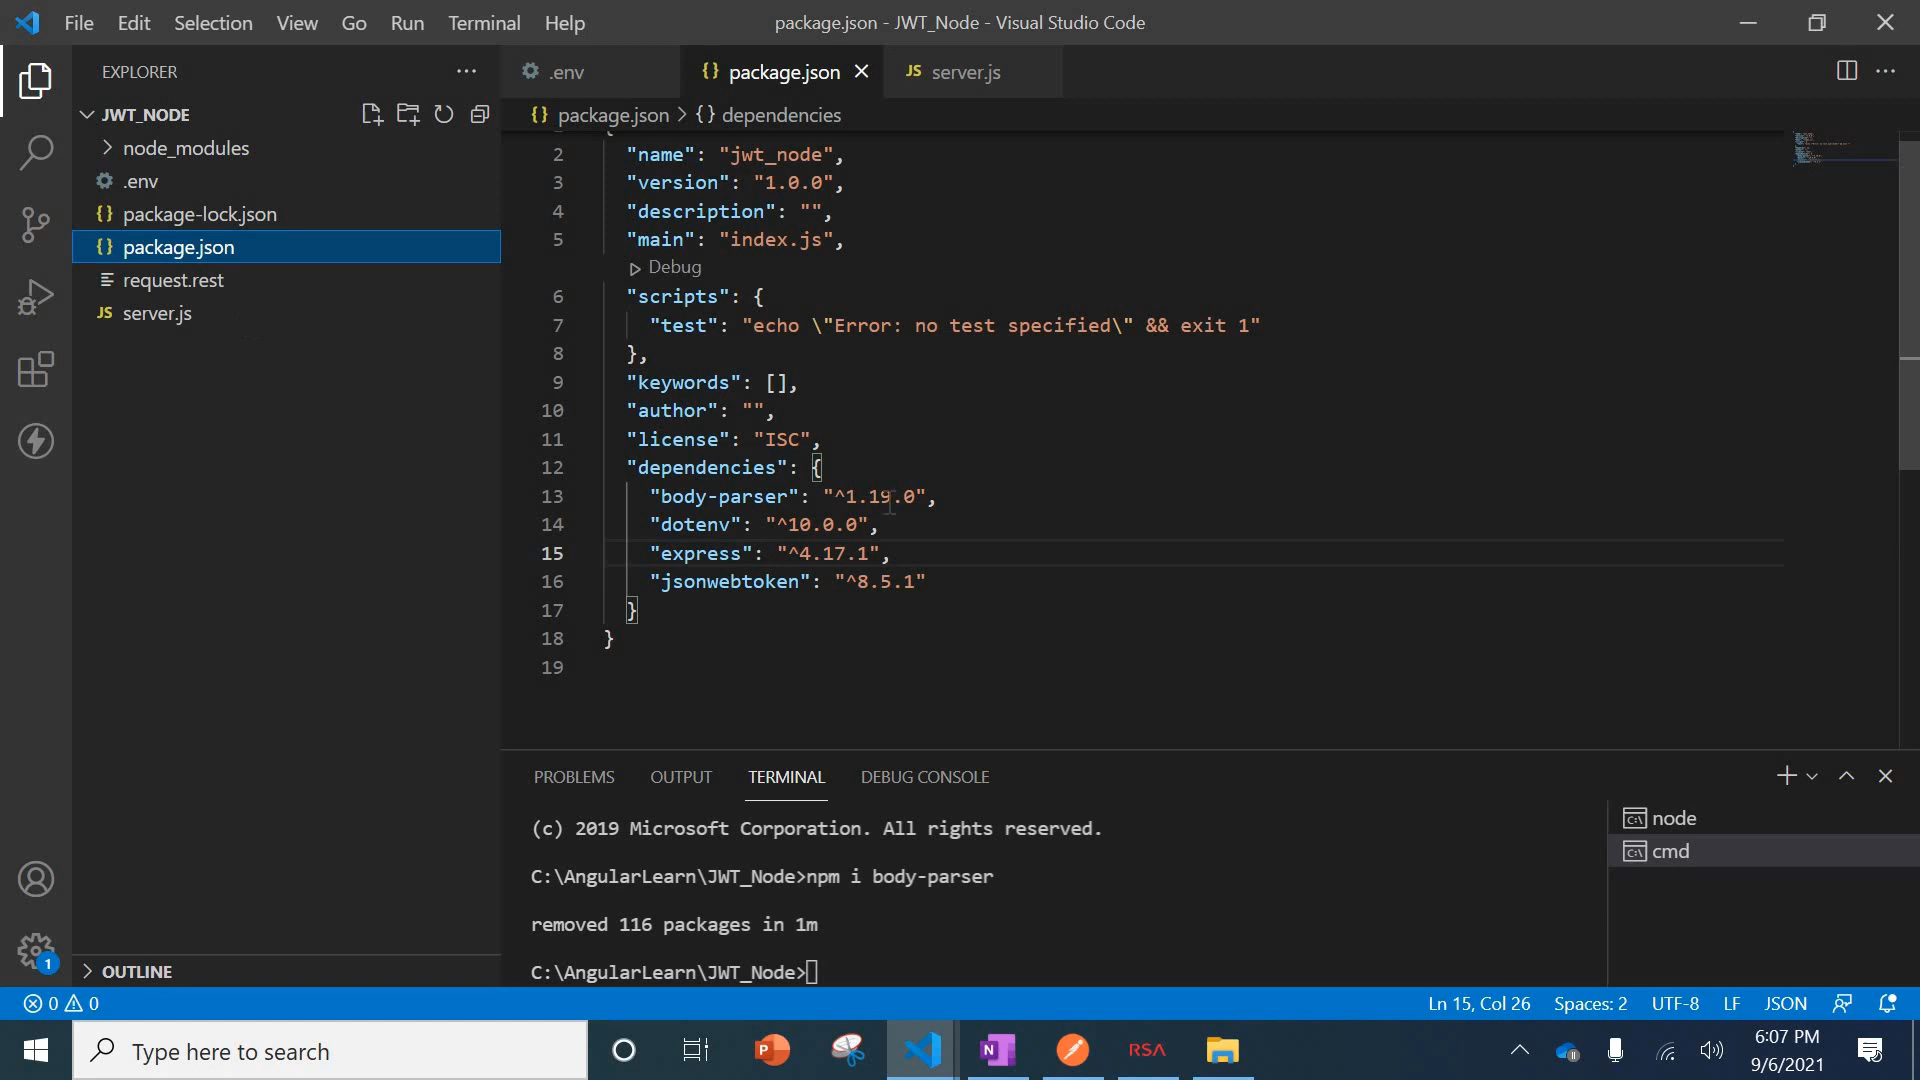 File Edit Selection View Go Run Terminal Help
package.json - JWT_Node - Visual Studio Code
EXPLORER
JWT_NODE
node_modules
.env
package-lock.json
package.json
request.rest
JS server.js
OUTLINE
.env
{} package.json
JS server.js
{} package.json > {} dependencies
2 "name": "jwt_node",
3 "version": "1.0.0",
4 "description": "",
5 "main": "index.js",
Debug
6 "scripts": {
7 "test": "echo \"Error: no test specified\" && exit 1"
8 },
9 "keywords": [],
10 "author": "",
11 "license": "ISC",
12 "dependencies": {
13 "body-parser": "^1.19.0",
14 "dotenv": "^10.0.0",
15 "express": "^4.17.1",
16 "jsonwebtoken": "^8.5.1"
17 }
18 }
19
PROBLEMS OUTPUT TERMINAL DEBUG CONSOLE
(c) 2019 Microsoft Corporation. All rights reserved.
C:\AngularLearn\JWT_Node>npm i body-parser
removed 116 packages in 1m
C:\AngularLearn\JWT_Node>
node
cmd
1
0 0
Ln 15, Col 26 Spaces: 2 UTF-8 LF JSON
Type here to search
P
N
RSA
6:07 PM
9/6/2021